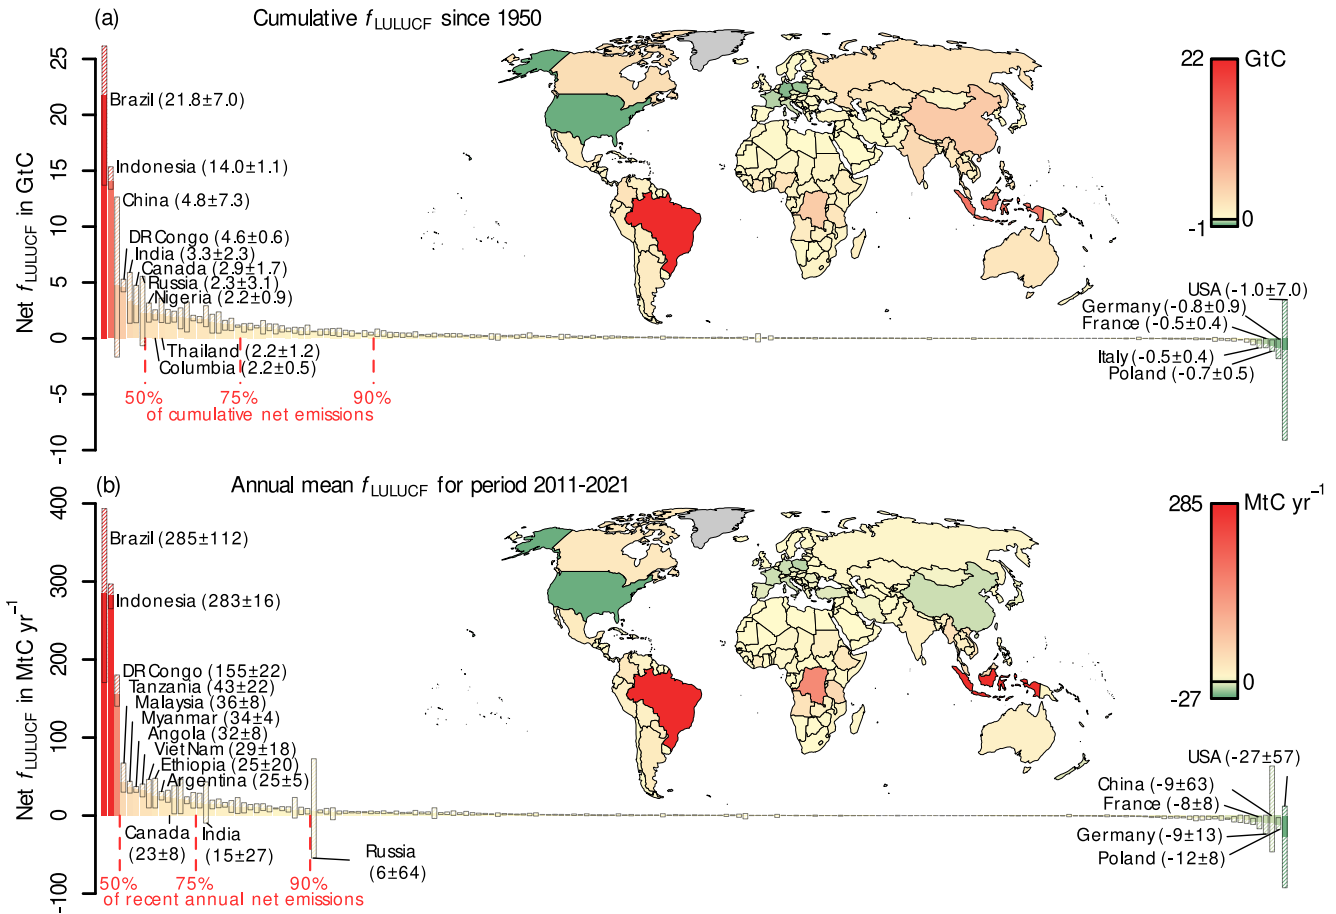 (a)
Cumulative fLULUCF since 1950
Net fLULUCF in GtC
25
20
15
10
5
0
-5
-10
Brazil (21.8±7.0)
Indonesia (14.0±1.1)
China (4.8±7.3)
DR Congo (4.6±0.6)
India (3.3±2.3)
Canada (2.9±1.7)
Russia (2.3±3.1)
Nigeria (2.2±0.9)
Thailand (2.2±1.2)
Columbia (2.2±0.5)
50%
75%
90%
of cumulative net emissions
22
GtC
0
-1
USA (-1.0±7.0)
Germany (-0.8±0.9)
France (-0.5±0.4)
Italy (-0.5±0.4)
Poland (-0.7±0.5)
(b)
Annual mean fLULUCF for period 2011-2021
Net fLULUCF in MtC yr−1
400
300
200
100
0
-100
Brazil (285±112)
Indonesia (283±16)
DR Congo (155±22)
Tanzania (43±22)
Malaysia (36±8)
Myanmar (34±4)
Angola (32±8)
Viet Nam (29±18)
Ethiopia (25±20)
Argentina (25±5)
Canada
(23±8)
India
(15±27)
Russia
(6±64)
50%
75%
90%
of recent annual net emissions
285
MtC yr−1
0
-27
USA (-27±57)
China (-9±63)
France (-8±8)
Germany (-9±13)
Poland (-12±8)